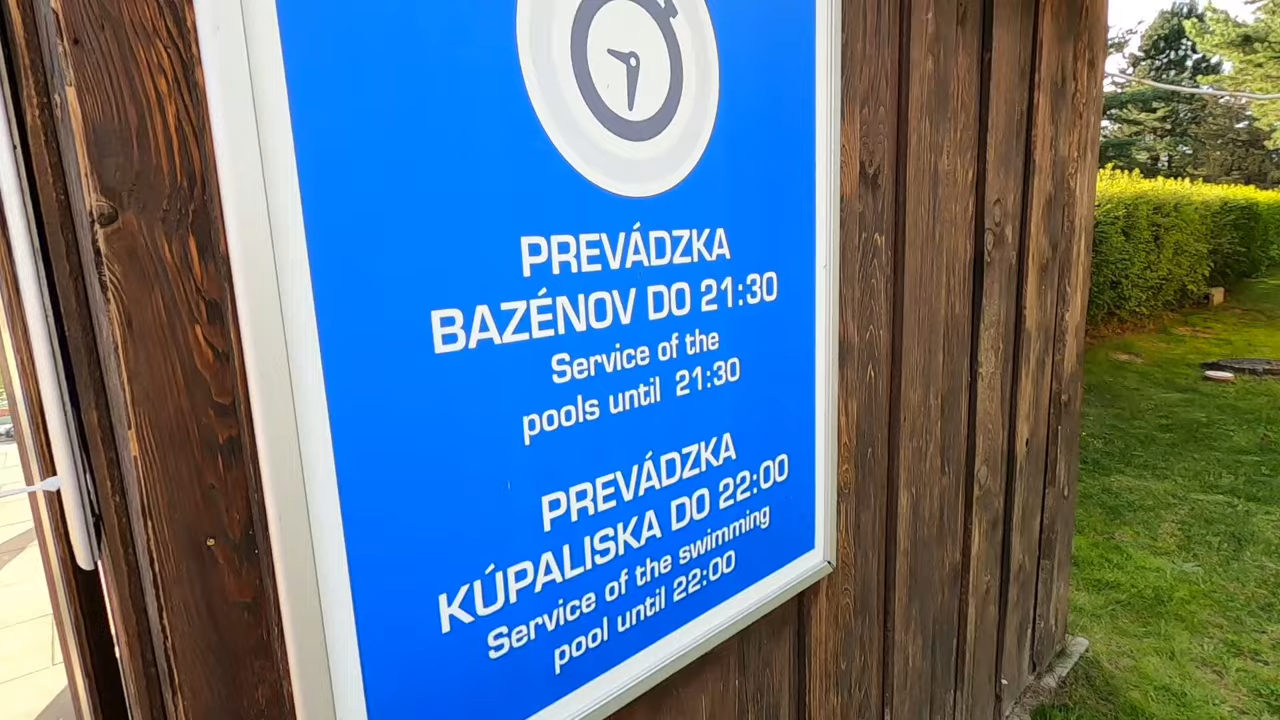 PREVÁDZKA
BAZÉNOV DO 21:30
Service of the
pools until 21:30
PREVÁDZKA
KÚPALISKA DO 22:00
Service of the swimming
pool until 22:00